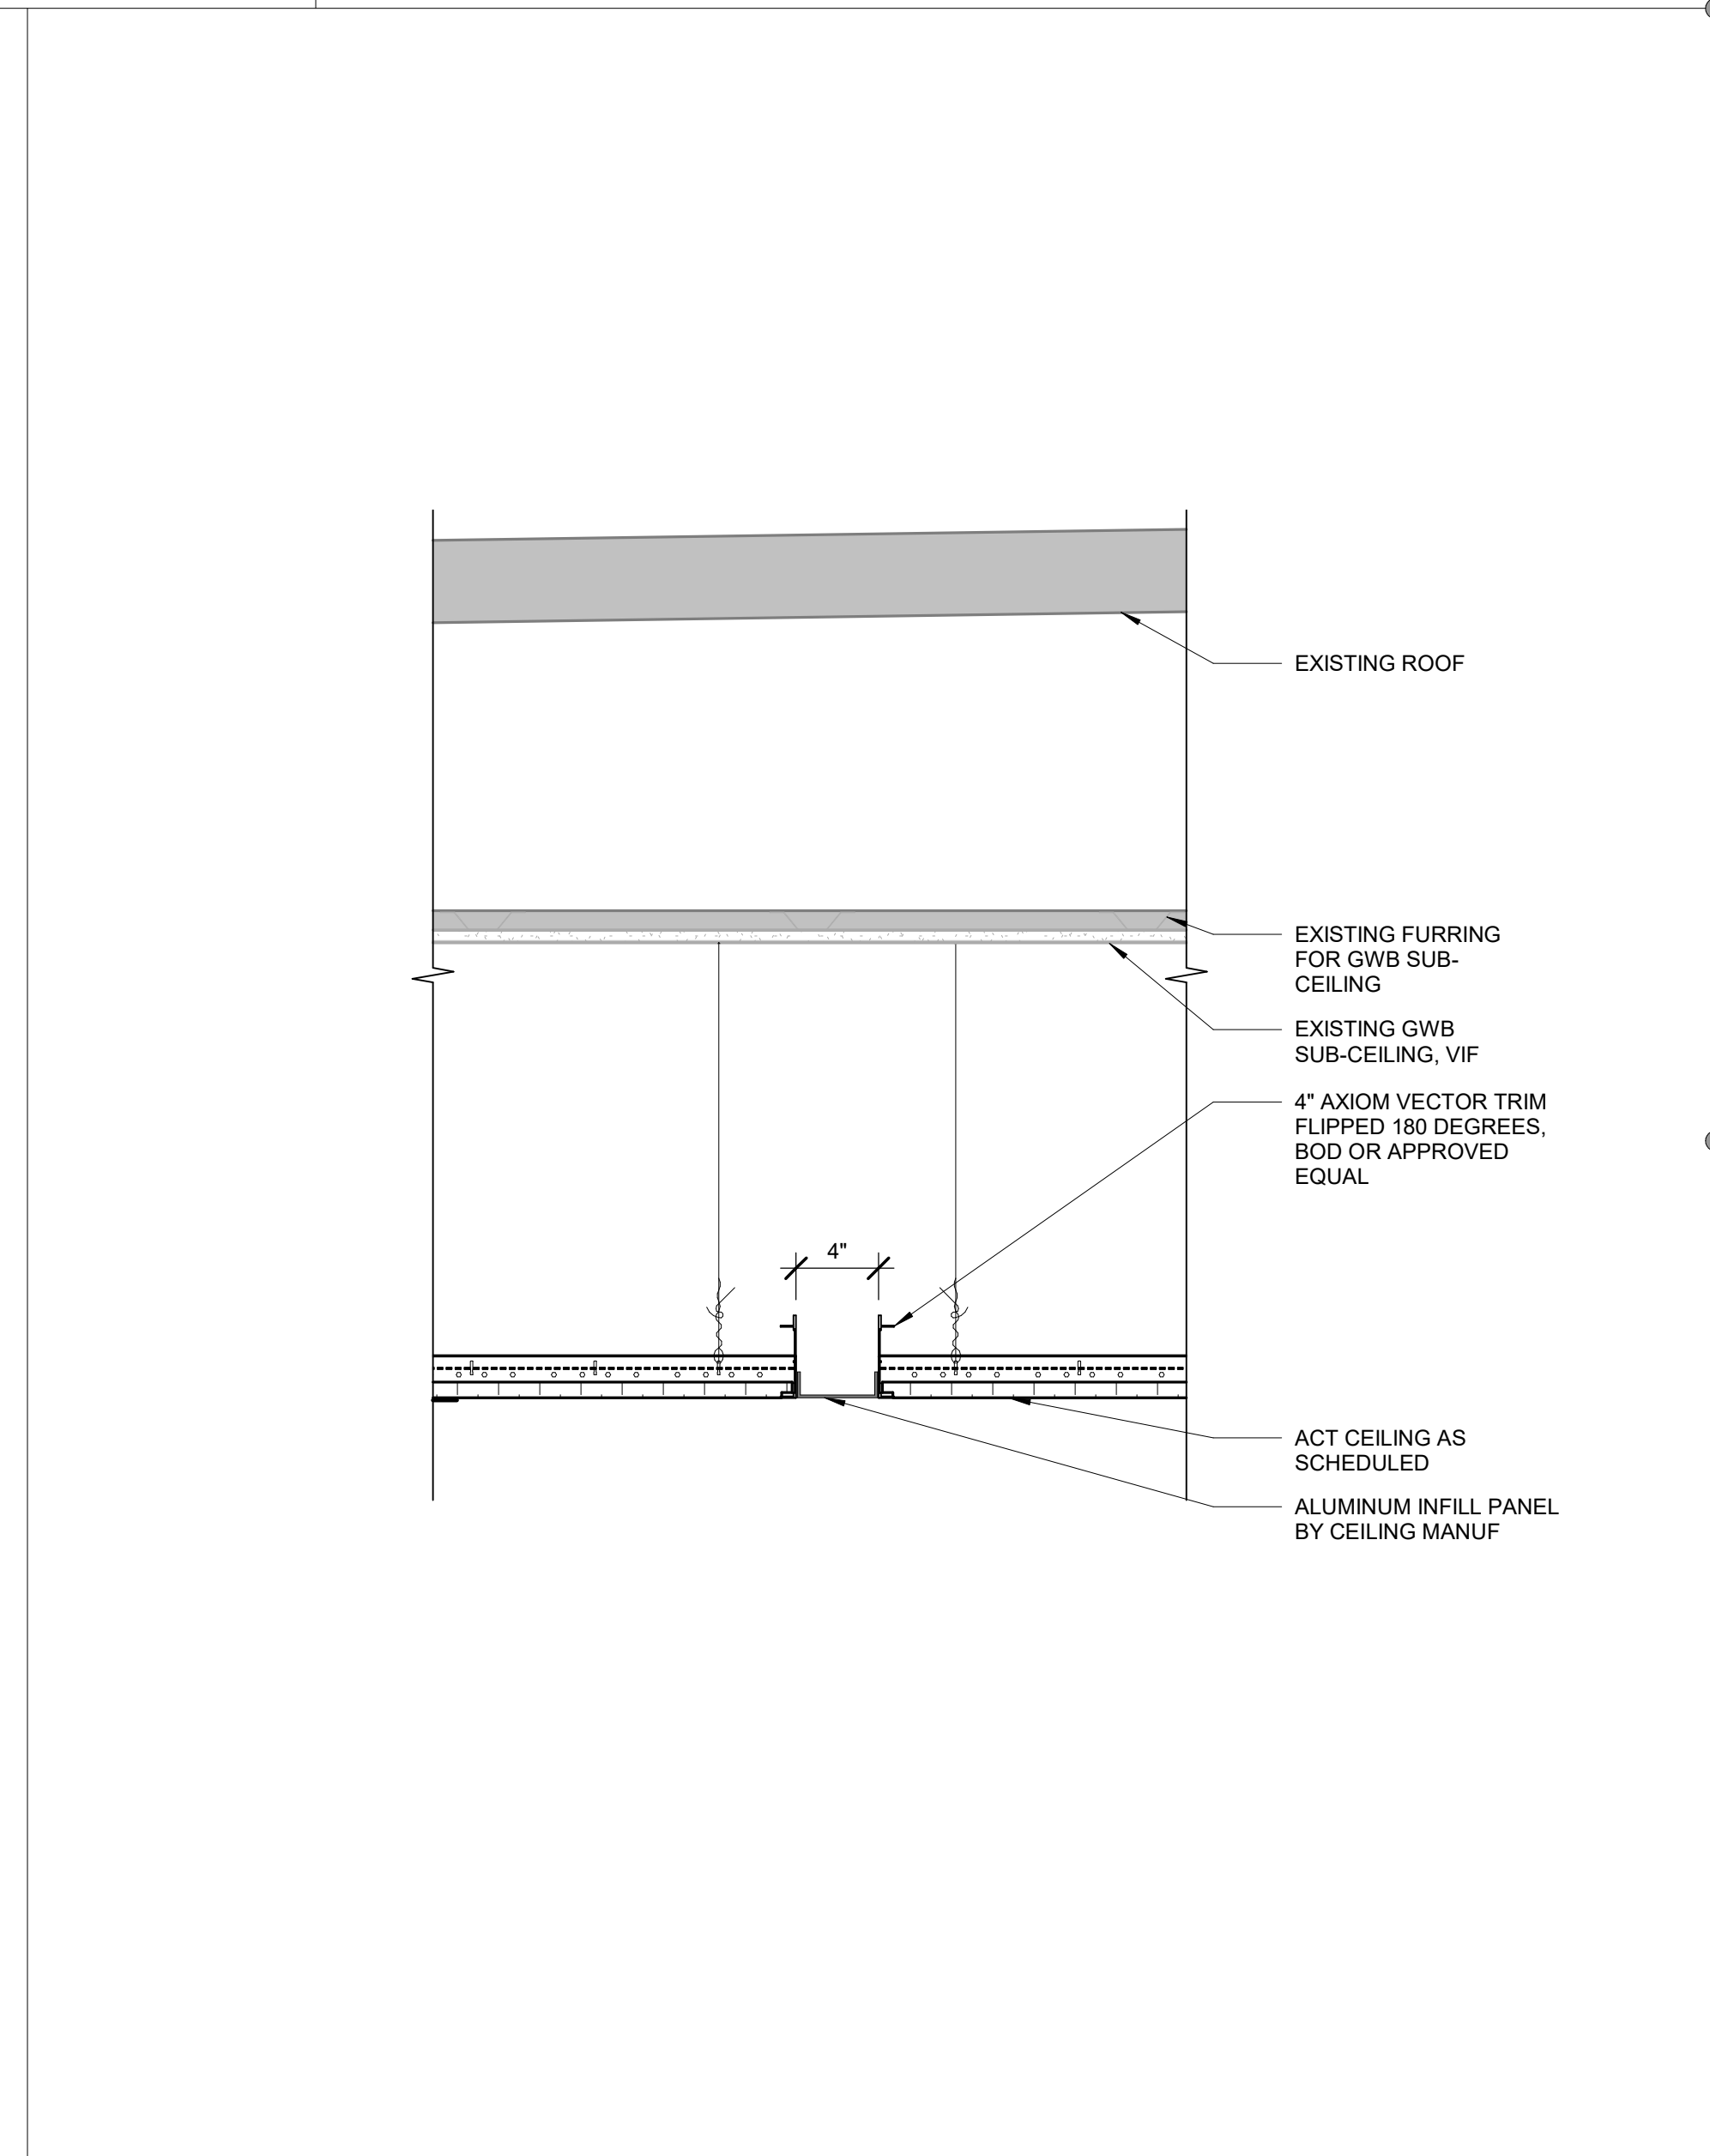 EXISTING ROOF
EXISTING FURRING
FOR GWB SUB-
CEILING
EXISTING GWB
SUB-CEILING, VIF
4" AXIOM VECTOR TRIM
FLIPPED 180 DEGREES,
BOD OR APPROVED
EQUAL
4"
ACT CEILING AS
SCHEDULED
ALUMINUM INFILL PANEL
BY CEILING MANUF